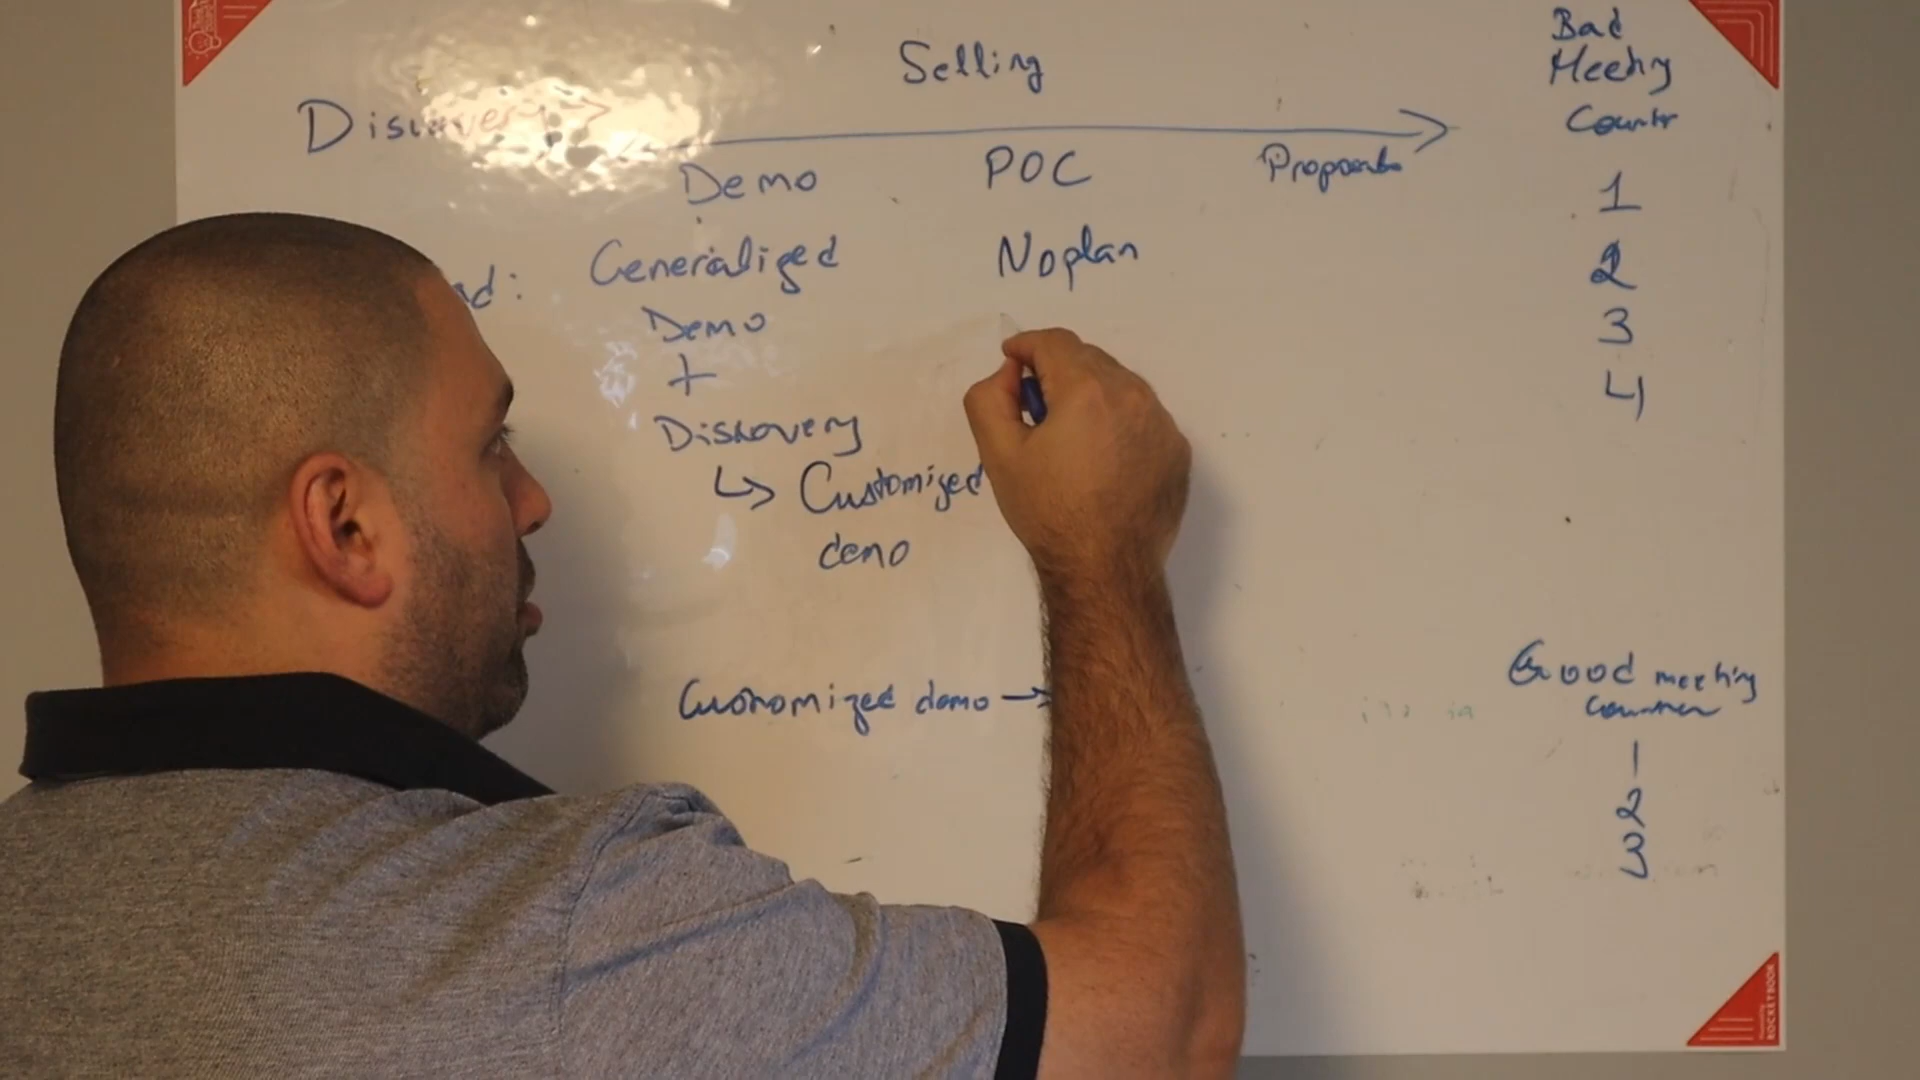 Selling
Discovery →
Demo
POC
Generalized
Demo
+
Discovery
↳ Customized
demo
No plan
Customized demo →
Bad
Meeting
Counter
1
2
3
4
Good meeting
counter
1
2
3
ROCKETBOOK